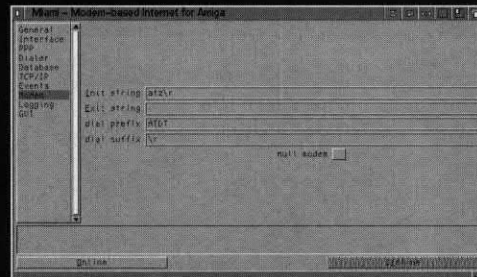 Miami - Modem-based Internet for Amiga
General
Interface
PPP
Dialer
Database
TCP/IP
Events
Modem
Logging
GUI
Init string atz\r
Exit string
dial prefix ATDT
dial suffix \r
null modem
Online
Offline